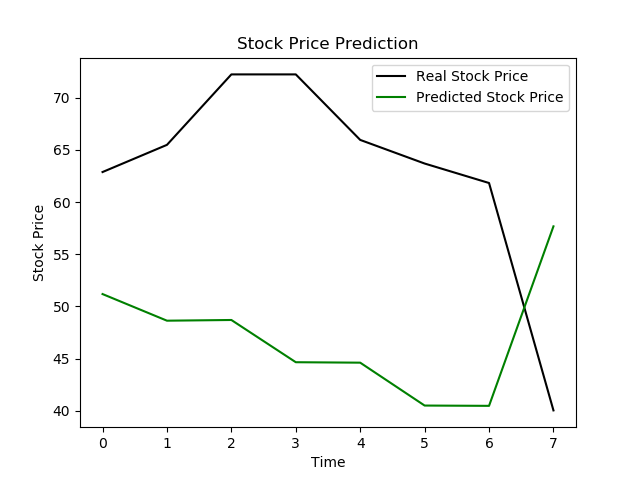 Stock Price Prediction
Real Stock Price
Predicted Stock Price
Stock Price
70
65
60
55
50
45
40
0 1 2 3 4 5 6 7
Time